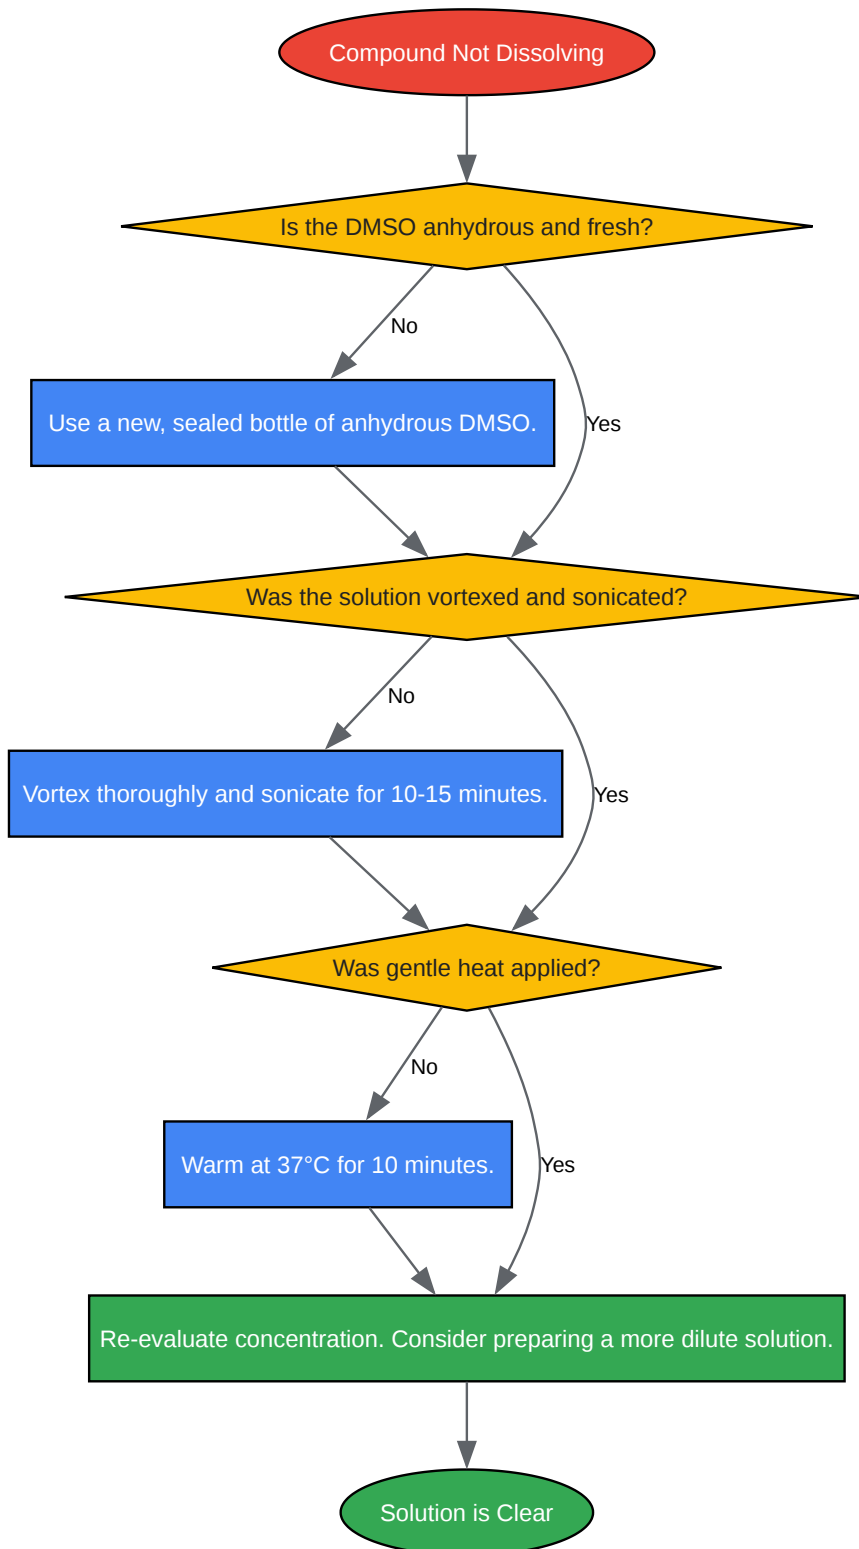 Compound Not Dissolving
Is the DMSO anhydrous and fresh?
No
Use a new, sealed bottle of anhydrous DMSO.
Yes
Was the solution vortexed and sonicated?
No
Vortex thoroughly and sonicate for 10-15 minutes.
Yes
Was gentle heat applied?
No
Warm at 37°C for 10 minutes.
Yes
Re-evaluate concentration. Consider preparing a more dilute solution.
Solution is Clear